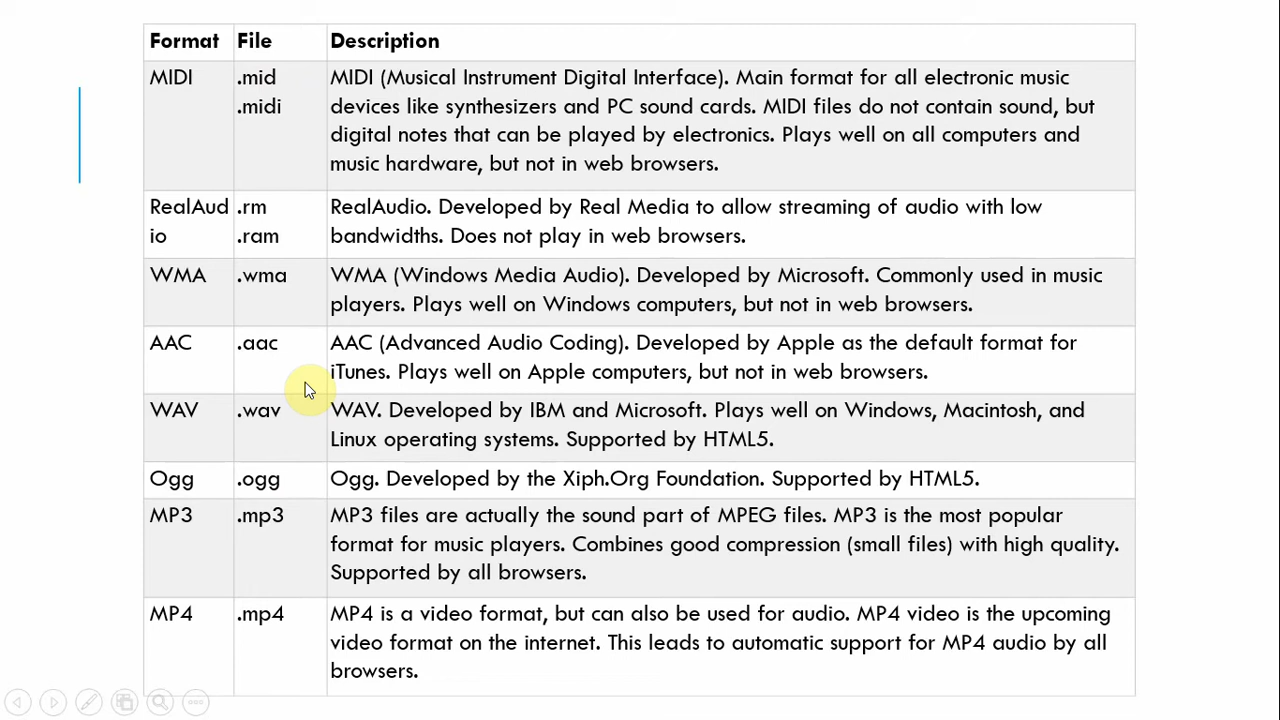 Format File Description
MIDI .mid MIDI (Musical Instrument Digital Interface). Main format for all electronic music
.midi devices like synthesizers and PC sound cards. MIDI files do not contain sound, but
digital notes that can be played by electronics. Plays well on all computers and
music hardware, but not in web browsers.
RealAud .rm RealAudio. Developed by Real Media to allow streaming of audio with low
io .ram bandwidths. Does not play in web browsers.
WMA .wma WMA (Windows Media Audio). Developed by Microsoft. Commonly used in music
players. Plays well on Windows computers, but not in web browsers.
AAC .aac AAC (Advanced Audio Coding). Developed by Apple as the default format for
iTunes. Plays well on Apple computers, but not in web browsers.
WAV .wav WAV. Developed by IBM and Microsoft. Plays well on Windows, Macintosh, and
Linux operating systems. Supported by HTML5.
Ogg .ogg Ogg. Developed by the Xiph.Org Foundation. Supported by HTML5.
MP3 .mp3 MP3 files are actually the sound part of MPEG files. MP3 is the most popular
format for music players. Combines good compression (small files) with high quality.
Supported by all browsers.
MP4 .mp4 MP4 is a video format, but can also be used for audio. MP4 video is the upcoming
video format on the internet. This leads to automatic support for MP4 audio by all
browsers.